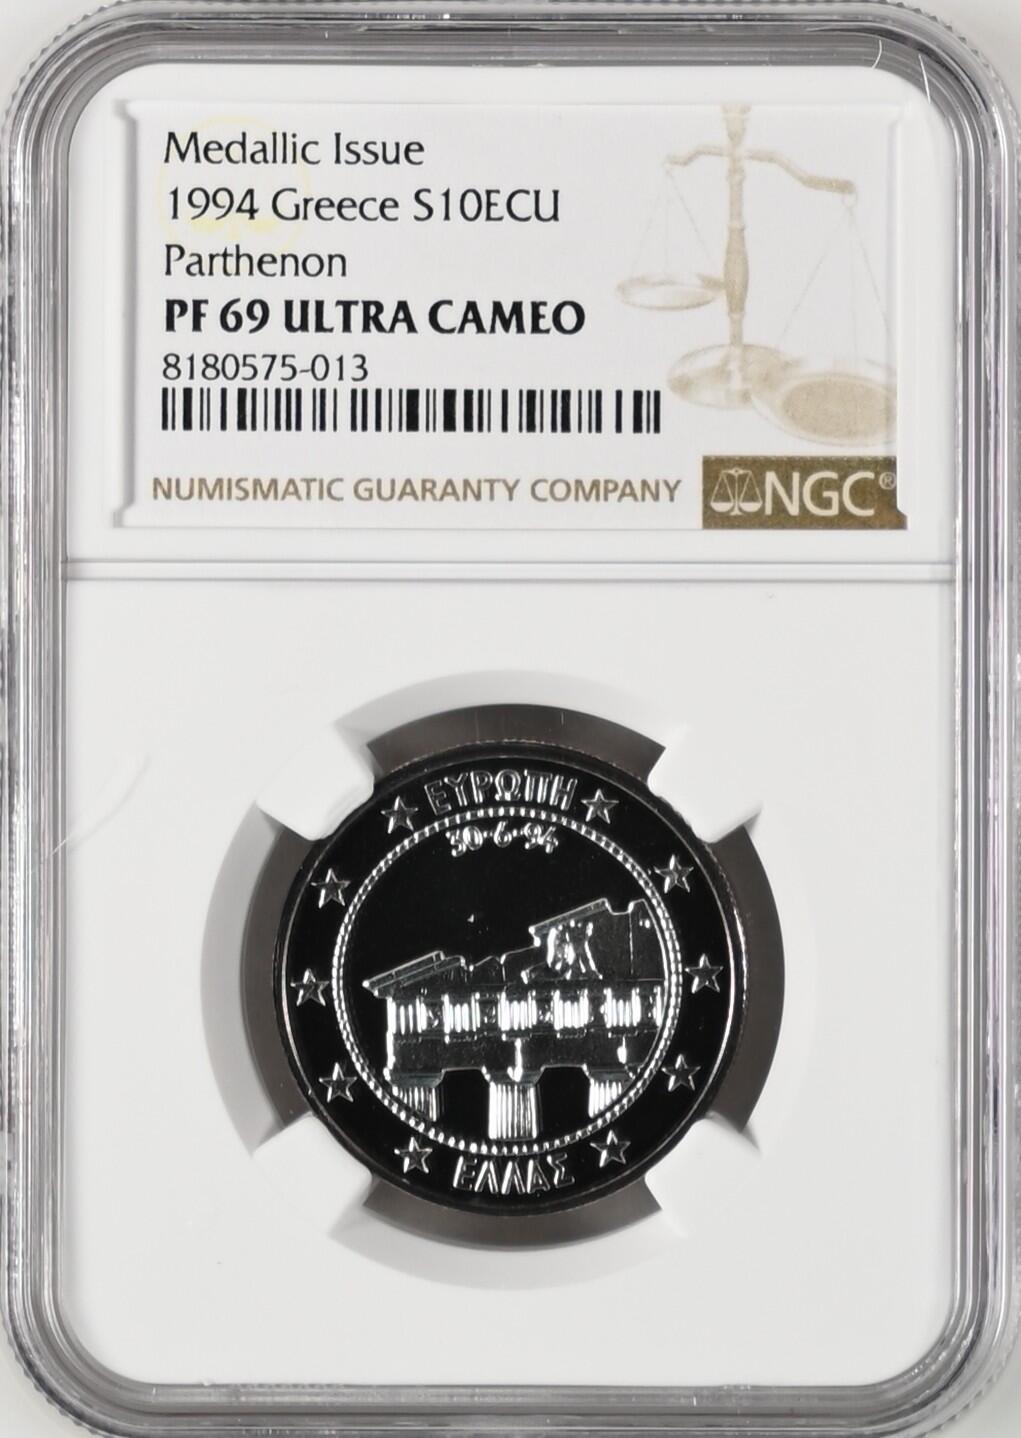 Medallic Issue
1994 Greece S10ECU
Parthenon
PF 69 ULTRA CAMEO
8180575-013
NUMISMATIC GUARANTY COMPANY
NGC®
ΕΥΡΩΠΗ
30·6·94
ΕΛΛΑΣ